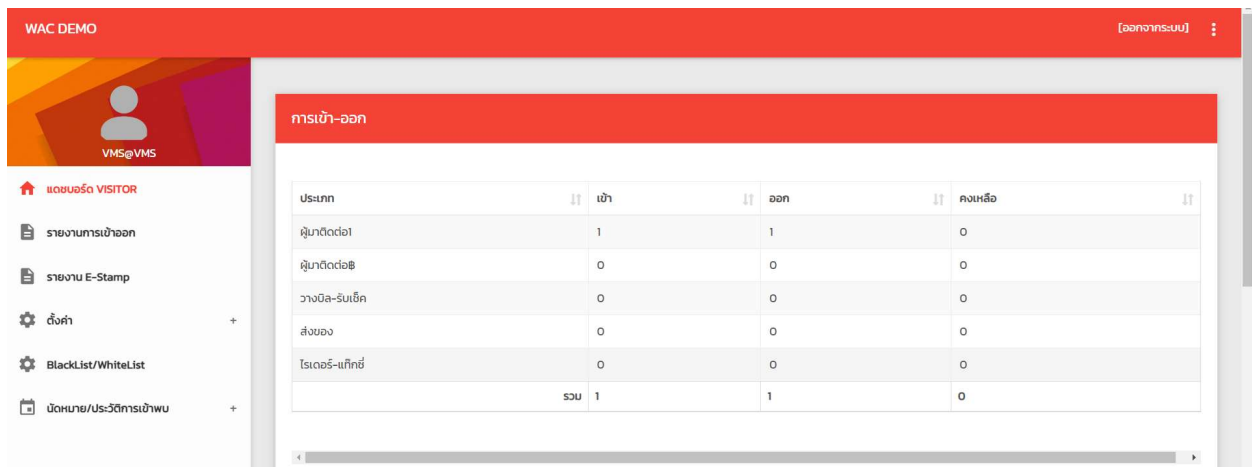 WAC DEMO [ออกจากระบบ]
VMS@VMS
แดชบอร์ด VISITOR
รายงานการเข้าออก
รายงาน E-Stamp
ตั้งค่า +
BlackList/WhiteList
นัดหมาย/ประวัติการเข้าพบ +
การเข้า-ออก
ประเภท เข้า ออก คงเหลือ
ผู้มาติดต่อ1 1 1 0
ผู้มาติดต่อ฿ 0 0 0
วางบิล-รับเช็ค 0 0 0
ส่งของ 0 0 0
ไรเดอร์-แท๊กซี่ 0 0 0
รวม 1 1 0